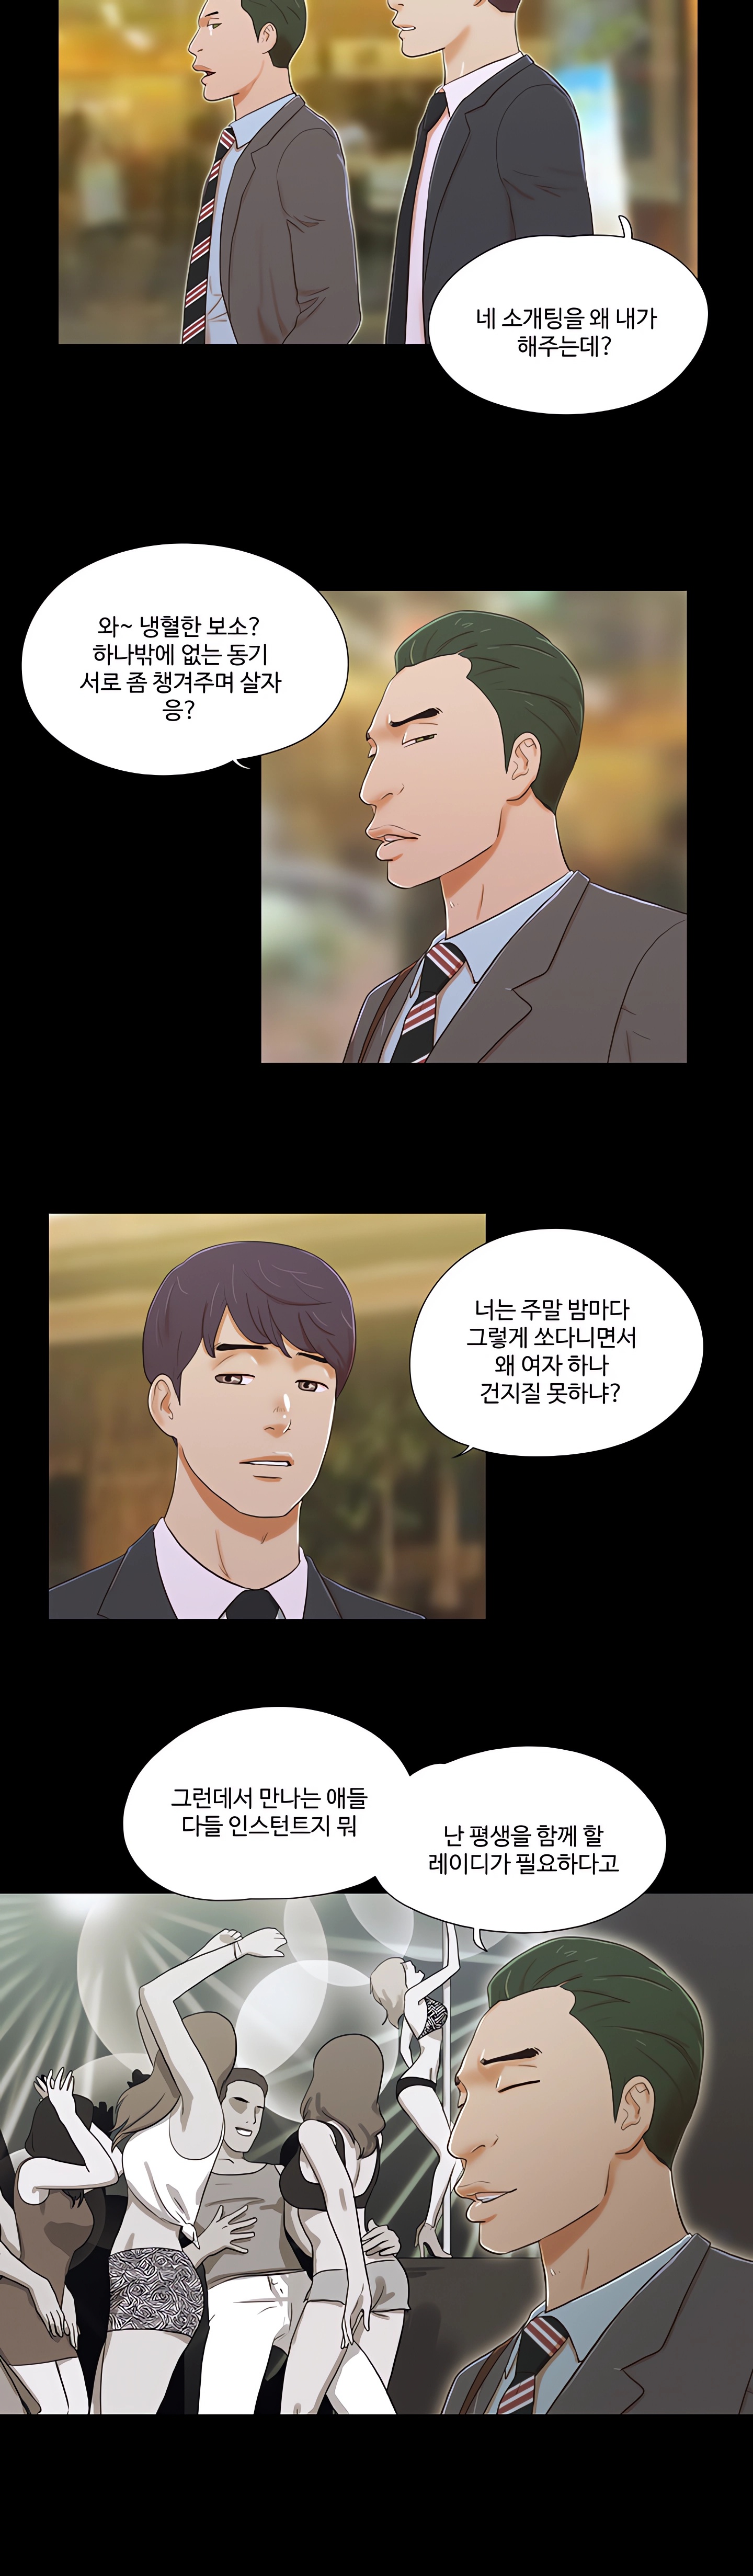 네 소개팅을 왜 내가
해주는데?
와~ 냉혈한 보소?
하나밖에 없는 동기
서로 좀 챙겨주며 살자
응?
너는 주말 밤마다
그렇게 쏘다니면서
왜 여자 하나
건지질 못하냐?
그런데서 만나는 애들
다들 인스턴트지 뭐
난 평생을 함께 할
레이디가 필요하다고